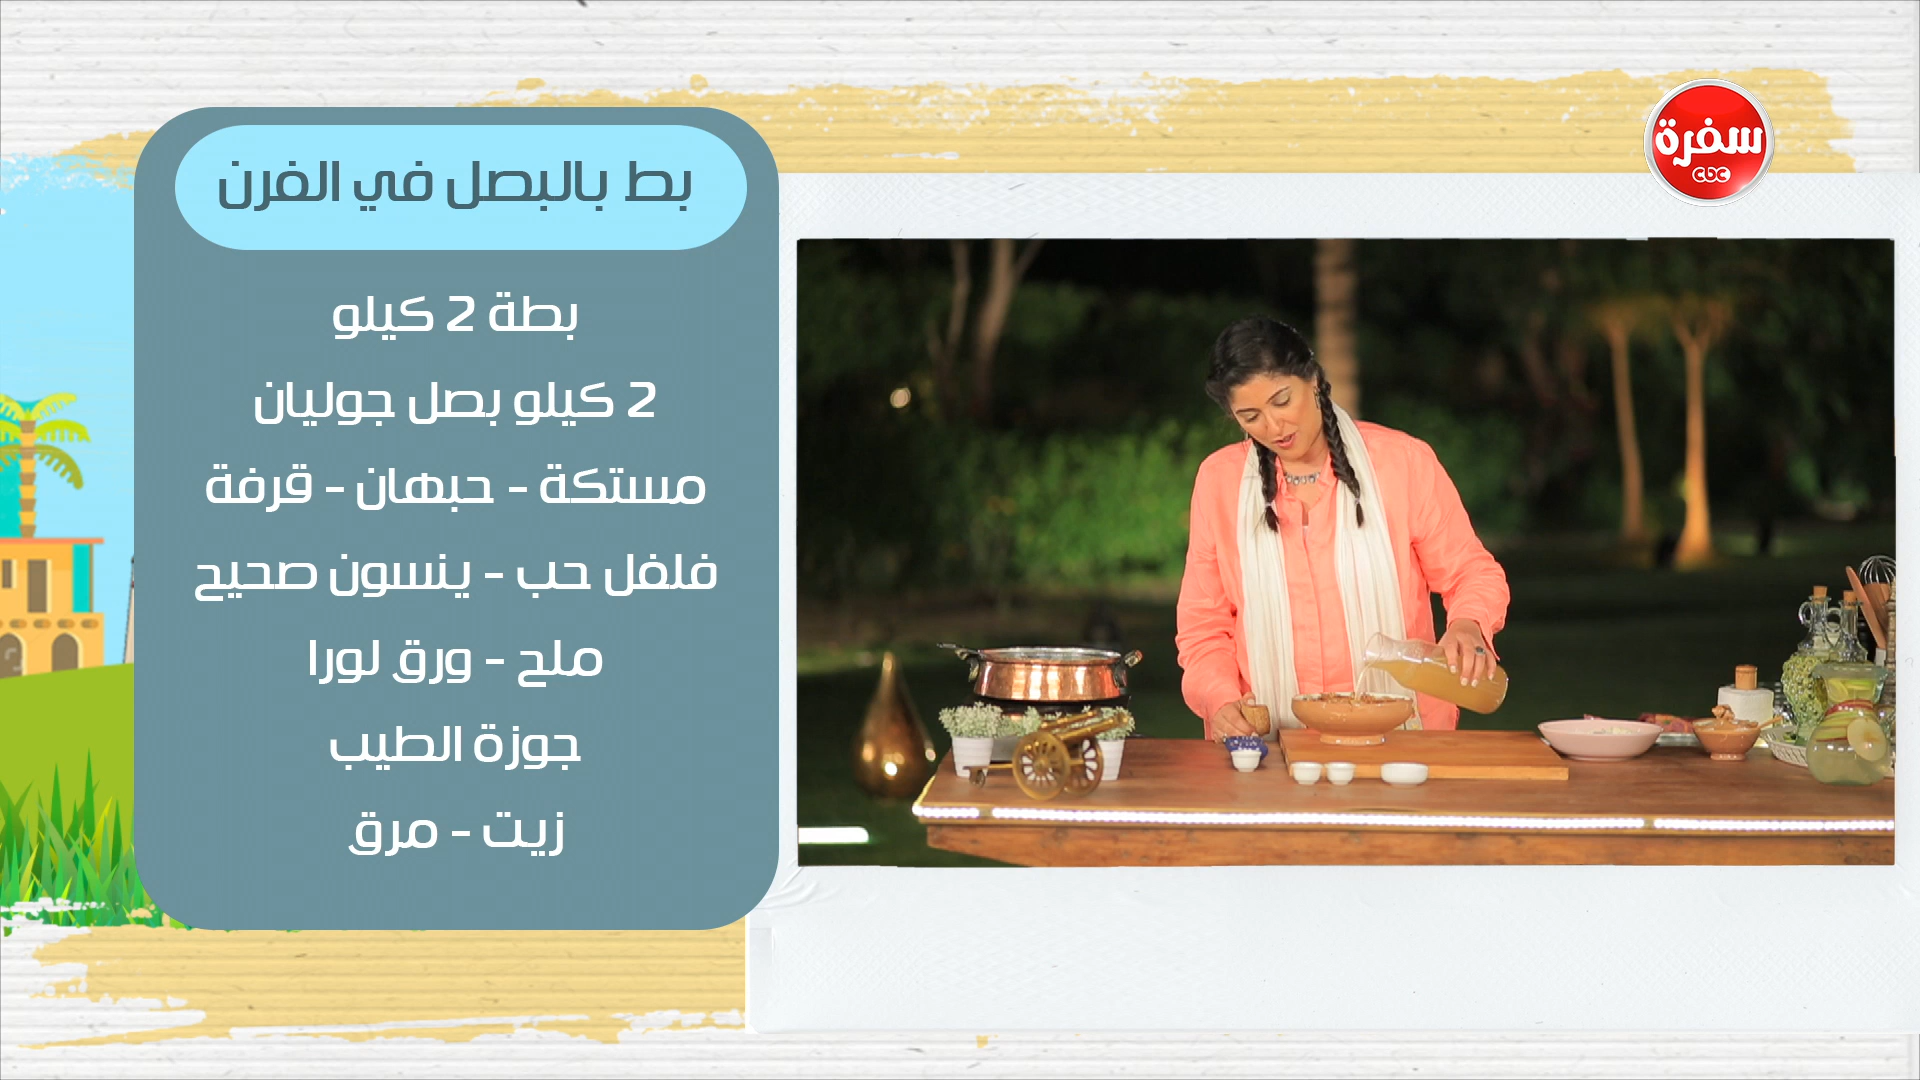 سفرة
cbc
بط بالبصل في الفرن
بطة 2 كيلو
2 كيلو بصل جوليان
مستكة - حبهان - قرفة
فلفل حب - ينسون صحيح
ملح - ورق لورا
جوزة الطيب
زيت - مرق